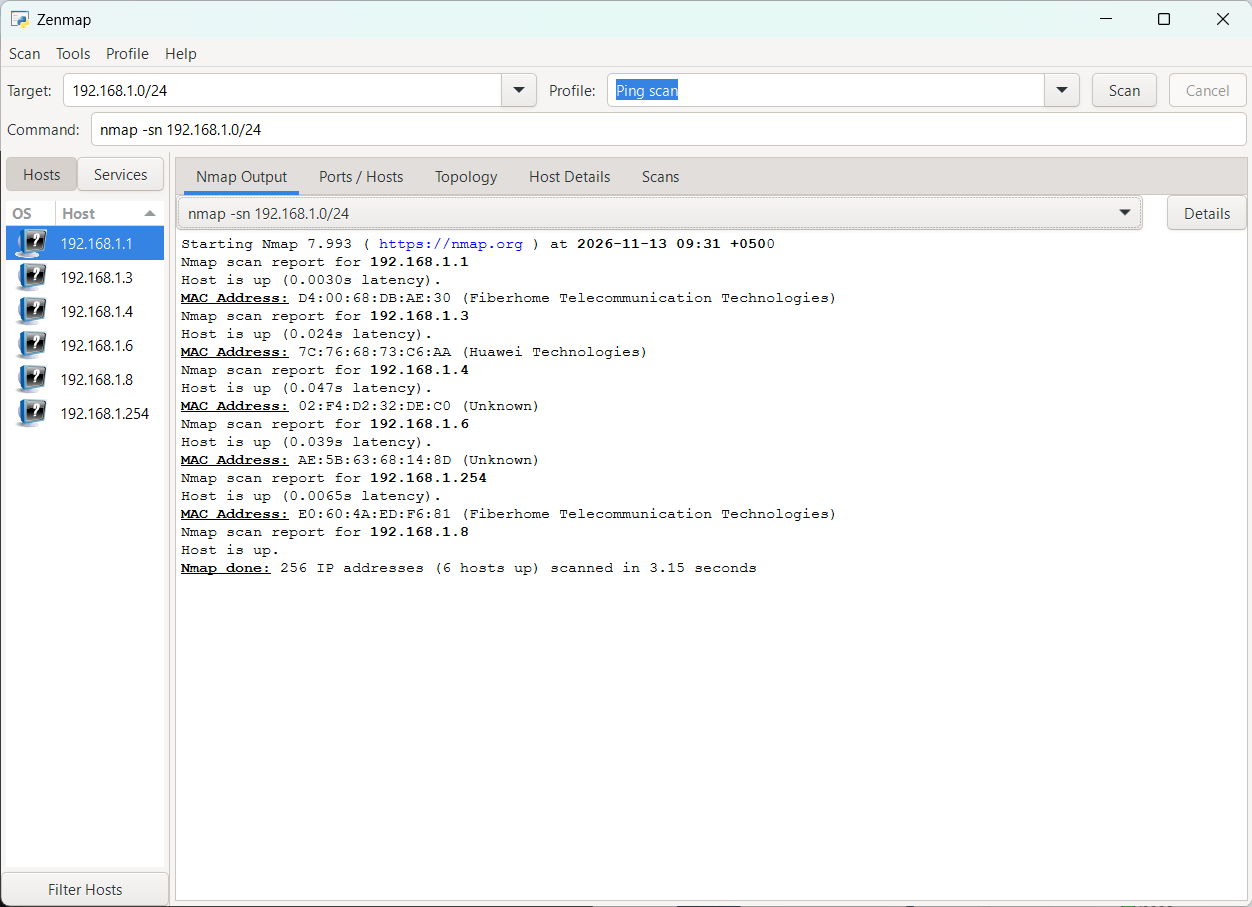 Zenmap
Scan Tools Profile Help
Target: 192.168.1.0/24 Profile: Ping scan Scan Cancel
Command: nmap -sn 192.168.1.0/24
Hosts Services
OS Host
192.168.1.1
192.168.1.3
192.168.1.4
192.168.1.6
192.168.1.8
192.168.1.254
Filter Hosts
Nmap Output Ports / Hosts Topology Host Details Scans
nmap -sn 192.168.1.0/24 Details
Starting Nmap 7.993 ( https://nmap.org ) at 2026-11-13 09:31 +0500
Nmap scan report for 192.168.1.1
Host is up (0.0030s latency).
MAC Address: D4:00:68:DB:AE:30 (Fiberhome Telecommunication Technologies)
Nmap scan report for 192.168.1.3
Host is up (0.024s latency).
MAC Address: 7C:76:68:73:C6:AA (Huawei Technologies)
Nmap scan report for 192.168.1.4
Host is up (0.047s latency).
MAC Address: 02:F4:D2:32:DE:C0 (Unknown)
Nmap scan report for 192.168.1.6
Host is up (0.039s latency).
MAC Address: AE:5B:63:68:14:8D (Unknown)
Nmap scan report for 192.168.1.254
Host is up (0.0065s latency).
MAC Address: E0:60:4A:ED:F6:81 (Fiberhome Telecommunication Technologies)
Nmap scan report for 192.168.1.8
Host is up.
Nmap done: 256 IP addresses (6 hosts up) scanned in 3.15 seconds